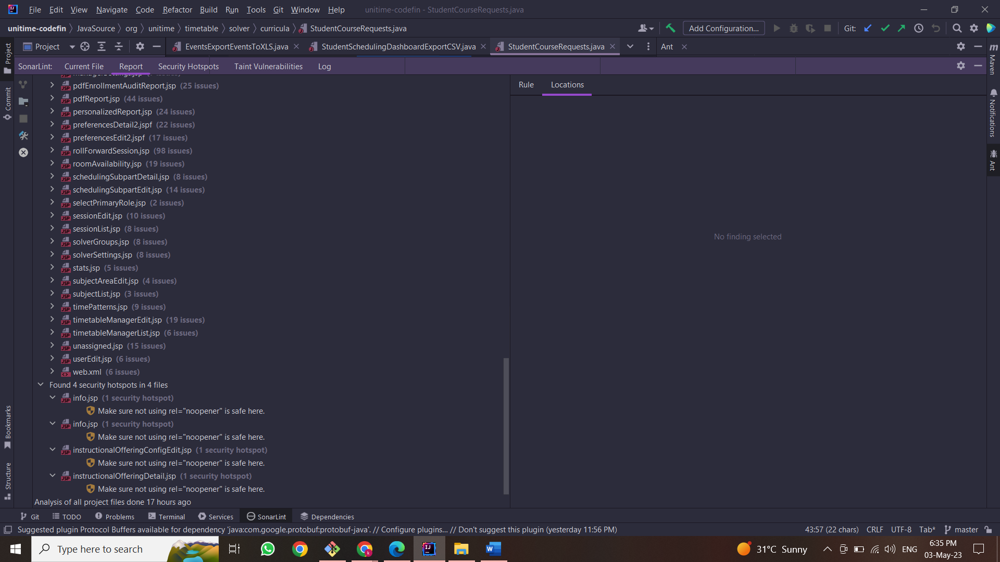 File Edit View Navigate Code Refactor Build Run Tools Git Window Help unitime-codefin - StudentCourseRequests.java
unitime-codefin JavaSource org unitime timetable solver curricula StudentCourseRequests.java Add Configuration... Git:
Project EventsExportEventsToXLS.java StudentSchedulingDashboardExportCSV.java StudentCourseRequests.java Ant
SonarLint: Current File Report Security Hotspots Taint Vulnerabilities Log
Rule Locations
pdfEnrollmentAuditReport.jsp (25 issues)
pdfReport.jsp (44 issues)
personalizedReport.jsp (24 issues)
preferencesDetail2.jspf (22 issues)
preferencesEdit2.jspf (17 issues)
rollForwardSession.jsp (98 issues)
roomAvailability.jsp (19 issues)
schedulingSubpartDetail.jsp (8 issues)
schedulingSubpartEdit.jsp (14 issues)
selectPrimaryRole.jsp (2 issues)
sessionEdit.jsp (10 issues)
sessionList.jsp (8 issues)
solverGroups.jsp (8 issues)
solverSettings.jsp (8 issues)
stats.jsp (5 issues)
subjectAreaEdit.jsp (4 issues)
subjectList.jsp (3 issues)
timePatterns.jsp (9 issues)
timetableManagerEdit.jsp (19 issues)
timetableManagerList.jsp (6 issues)
unassigned.jsp (15 issues)
userEdit.jsp (6 issues)
web.xml (6 issues)
Found 4 security hotspots in 4 files
info.jsp (1 security hotspot)
Make sure not using rel="noopener" is safe here.
info.jsp (1 security hotspot)
Make sure not using rel="noopener" is safe here.
instructionalOfferingConfigEdit.jsp (1 security hotspot)
Make sure not using rel="noopener" is safe here.
instructionalOfferingDetail.jsp (1 security hotspot)
Make sure not using rel="noopener" is safe here.
Analysis of all project files done 17 hours ago
No finding selected
Project
Commit
Bookmarks
Structure
Maven
Notifications
Ant
Git TODO Problems Terminal Services SonarLint Dependencies
Suggested plugin Protocol Buffers available for dependency 'java:com.google.protobuf:protobuf-java'. // Configure plugins... // Don't suggest this plugin (yesterday 11:56 PM) 43:57 (22 chars) CRLF UTF-8 Tab* master
Type here to search 31°C Sunny ENG 6:35 PM
03-May-23